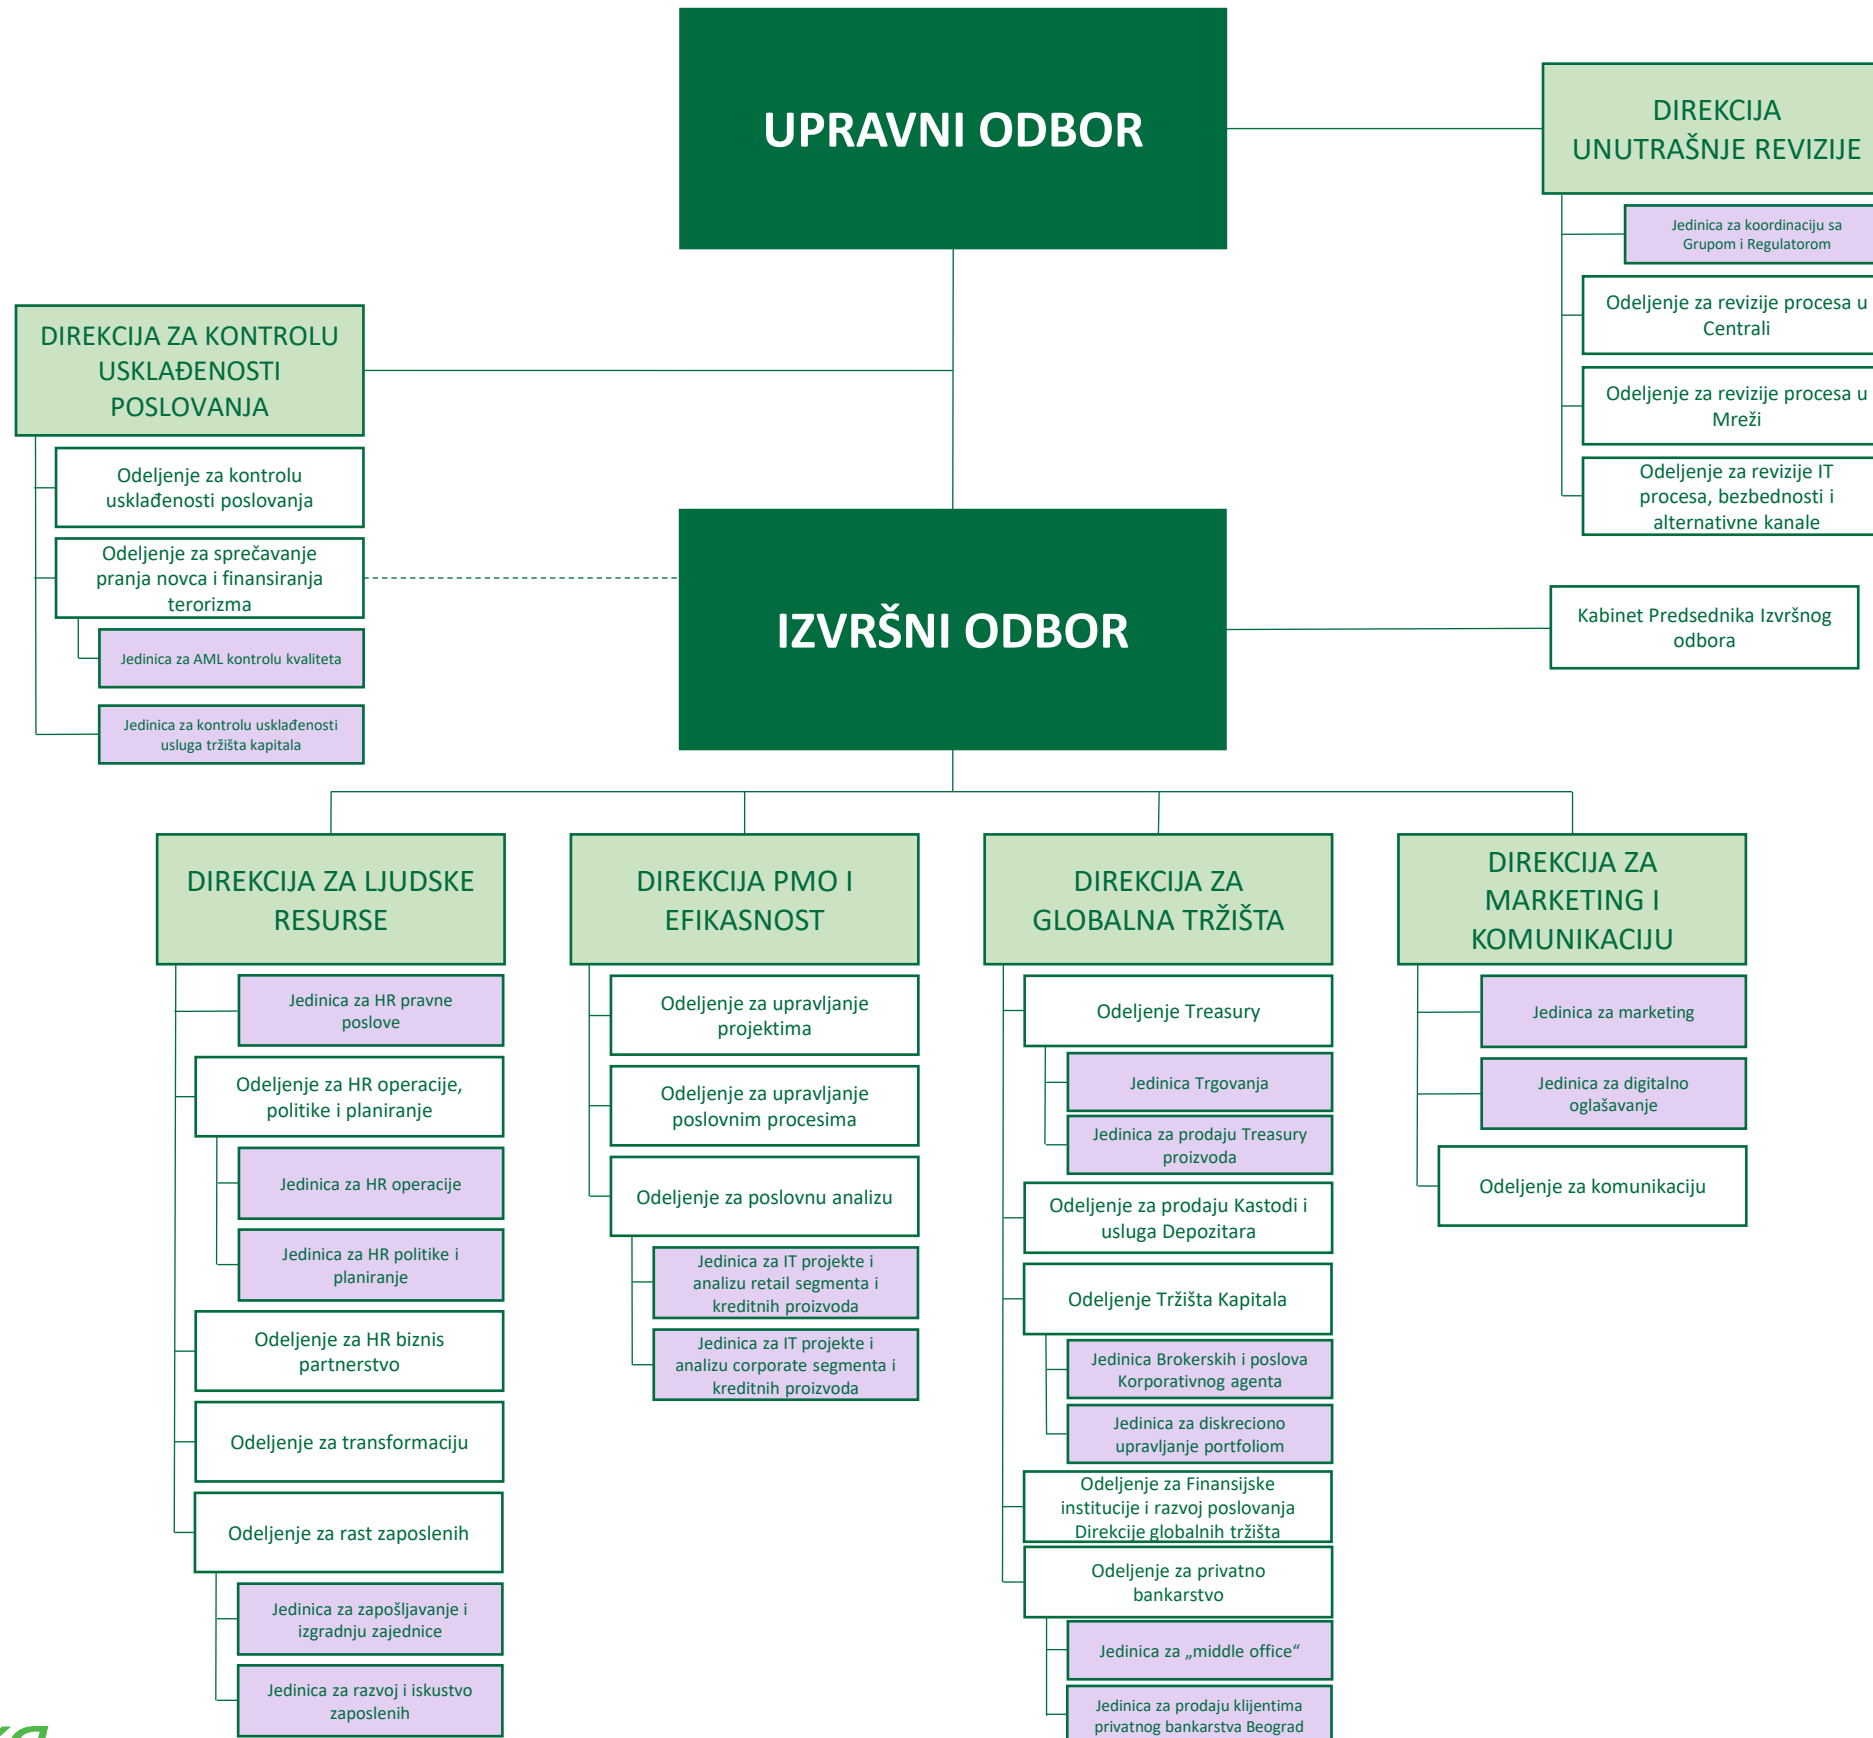 UPRAVNI ODBOR
DIREKCIJA
UNUTRAŠNJE REVIZIJE
Jedinica za koordinaciju sa
Grupom i Regulatorom
Odeljenje za revizije procesa u
Centrali
Odeljenje za revizije procesa u
Mreži
Odeljenje za revizije IT
procesa, bezbednosti i
alternativne kanale
DIREKCIJA ZA KONTROLU
USKLAĐENOSTI
POSLOVANJA
Odeljenje za kontrolu
usklađenosti poslovanja
Odeljenje za sprečavanje
pranja novca i finansiranja
terorizma
Jedinica za AML kontrolu kvaliteta
Jedinica za kontrolu usklađenosti
usluga tržišta kapitala
IZVRŠNI ODBOR
Kabinet Predsednika Izvršnog
odbora
DIREKCIJA ZA LJUDSKE
RESURSE
Jedinica za HR pravne
poslove
Odeljenje za HR operacije,
politike i planiranje
Jedinica za HR operacije
Jedinica za HR politike i
planiranje
Odeljenje za HR biznis
partnerstvo
Odeljenje za transformaciju
Odeljenje za rast zaposlenih
Jedinica za zapošljavanje i
izgradnju zajednice
Jedinica za razvoj i iskustvo
zaposlenih
DIREKCIJA PMO I
EFIKASNOST
Odeljenje za upravljanje
projektima
Odeljenje za upravljanje
poslovnim procesima
Odeljenje za poslovnu analizu
Jedinica za IT projekte i
analizu retail segmenta i
kreditnih proizvoda
Jedinica za IT projekte i
analizu corporate segmenta i
kreditnih proizvoda
DIREKCIJA ZA
GLOBALNA TRŽIŠTA
Odeljenje Treasury
Jedinica Trgovanja
Jedinica za prodaju Treasury
proizvoda
Odeljenje za prodaju Kastodi i
usluga Depozitara
Odeljenje Tržišta Kapitala
Jedinica Brokerskih i poslova
Korporativnog agenta
Jedinica za diskreciono
upravljanje portfoliom
Odeljenje za Finansijske
institucije i razvoj poslovanja
Direkcije globalnih tržišta
Odeljenje za privatno
bankarstvo
Jedinica za „middle office“
Jedinica za prodaju klijentima
privatnog bankarstva Beograd
DIREKCIJA ZA
MARKETING I
KOMUNIKACIJU
Jedinica za marketing
Jedinica za digitalno
oglašavanje
Odeljenje za komunikaciju